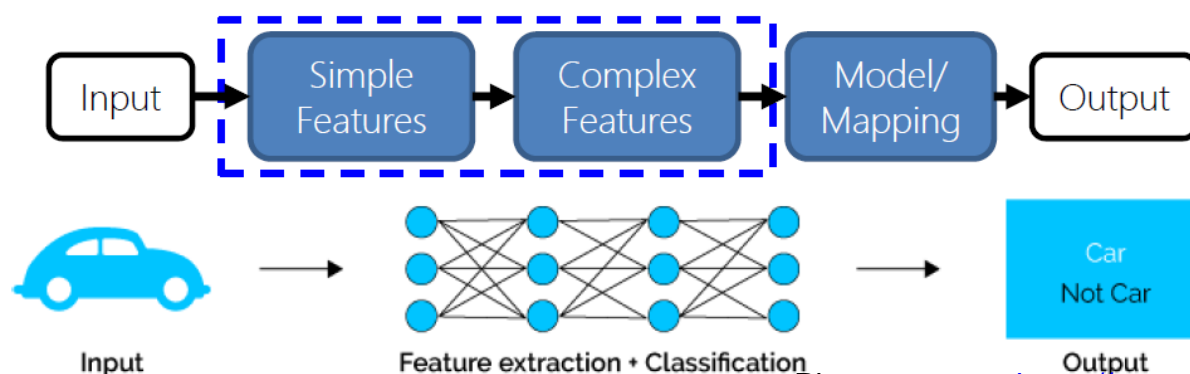 Input
Simple
Features
Complex
Features
Model/
Mapping
Output
Car
Not Car
Input
Feature extraction + Classification
Output